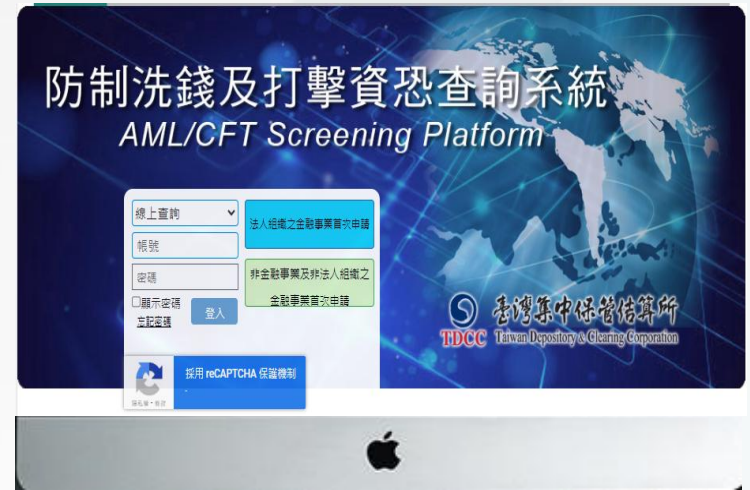 防制洗錢及打擊資恐查詢系統
AML/CFT Screening Platform
線上查詢
帳號
密碼
顯示密碼
忘記密碼
登入
法人組織之金融事業首次申請
非金融事業及非法人組織之
金融事業首次申請
採用 reCAPTCHA 保護機制
臺灣集中保管結算所
TDCC Taiwan Depository & Clearing Corporation